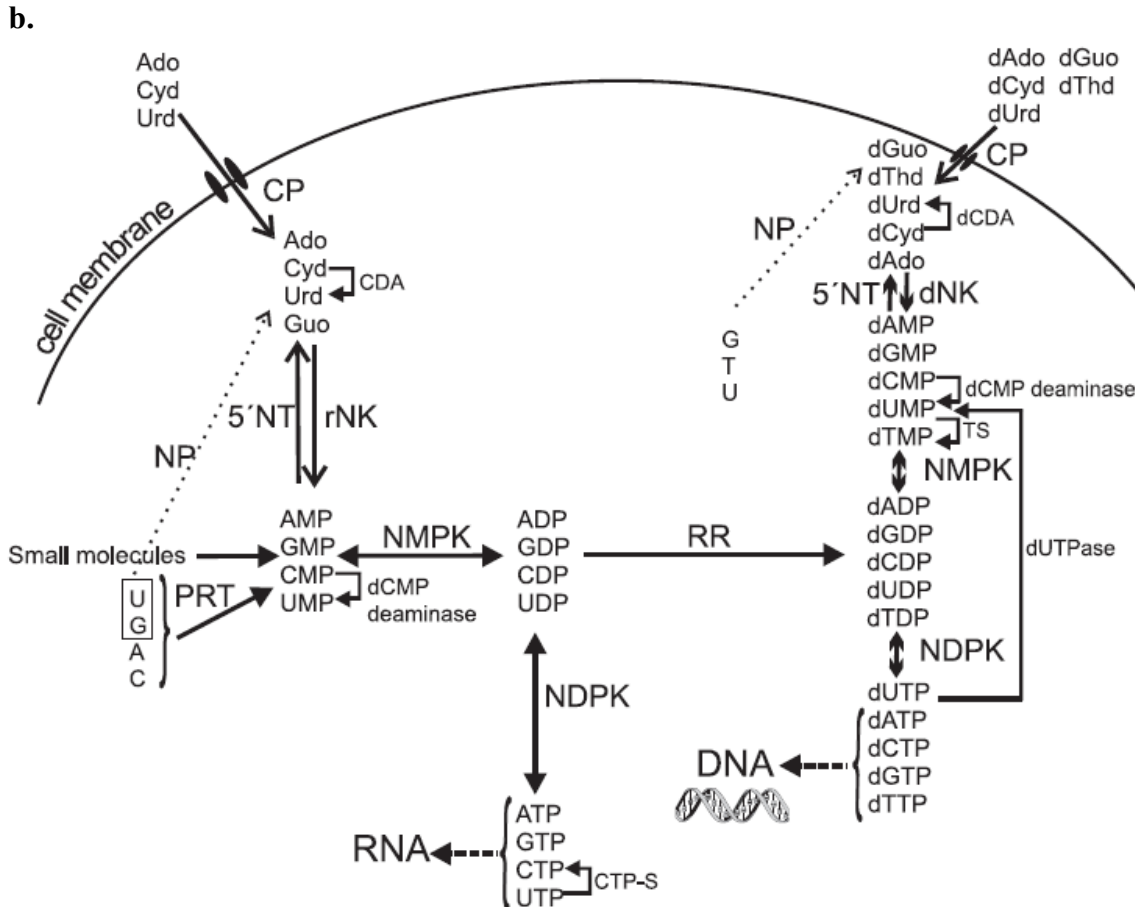 b.
Ado
Cyd
Urd
CP
cell membrane
Ado
Cyd
Urd
Guo
CDA
NP
5´NT
rNK
Small molecules
U
G
A
C
PRT
AMP
GMP
CMP
UMP
dCMP
deaminase
NMPK
ADP
GDP
CDP
UDP
NDPK
ATP
GTP
CTP
UTP
CTP-S
RNA
RR
dAdo dGuo
dCyd dThd
dUrd
CP
dGuo
dThd
dUrd
dCyd
dAdo
dCDA
NP
G
T
U
5´NT
dNK
dAMP
dGMP
dCMP
dUMP
dTMP
dCMP deaminase
TS
NMPK
dADP
dGDP
dCDP
dUDP
dTDP
dUTPase
NDPK
dUTP
dATP
dCTP
dGTP
dTTP
DNA